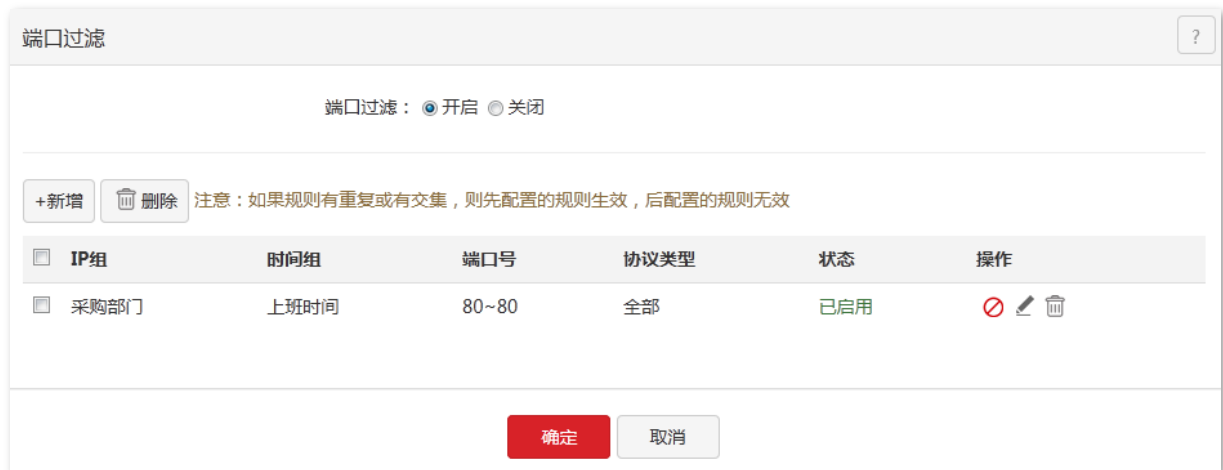 端口过滤 ?
端口过滤： 开启 关闭
+新增 删除 注意：如果规则有重复或有交集，则先配置的规则生效，后配置的规则无效
IP组 时间组 端口号 协议类型 状态 操作
采购部门 上班时间 80~80 全部 已启用
确定 取消